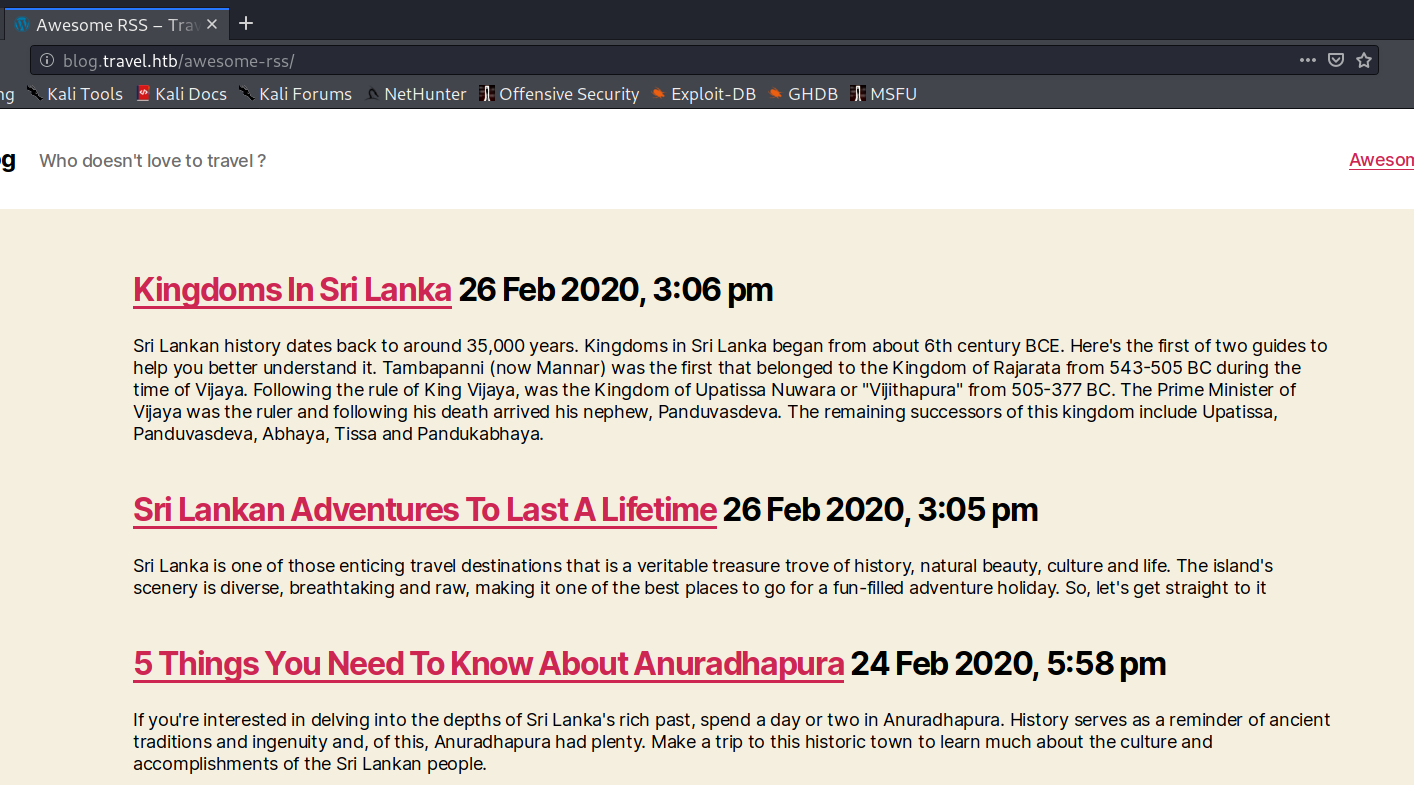 Awesome RSS – Trav
blog.travel.htb/awesome-rss/
ng Kali Tools Kali Docs Kali Forums NetHunter Offensive Security Exploit-DB GHDB MSFU
og Who doesn't love to travel ? Awesom
Kingdoms In Sri Lanka 26 Feb 2020, 3:06 pm
Sri Lankan history dates back to around 35,000 years. Kingdoms in Sri Lanka began from about 6th century BCE. Here's the first of two guides to
help you better understand it. Tambapanni (now Mannar) was the first that belonged to the Kingdom of Rajarata from 543-505 BC during the
time of Vijaya. Following the rule of King Vijaya, was the Kingdom of Upatissa Nuwara or "Vijithapura" from 505-377 BC. The Prime Minister of
Vijaya was the ruler and following his death arrived his nephew, Panduvasdeva. The remaining successors of this kingdom include Upatissa,
Panduvasdeva, Abhaya, Tissa and Pandukabhaya.
Sri Lankan Adventures To Last A Lifetime 26 Feb 2020, 3:05 pm
Sri Lanka is one of those enticing travel destinations that is a veritable treasure trove of history, natural beauty, culture and life. The island's
scenery is diverse, breathtaking and raw, making it one of the best places to go for a fun-filled adventure holiday. So, let's get straight to it
5 Things You Need To Know About Anuradhapura 24 Feb 2020, 5:58 pm
If you're interested in delving into the depths of Sri Lanka's rich past, spend a day or two in Anuradhapura. History serves as a reminder of ancient
traditions and ingenuity and, of this, Anuradhapura had plenty. Make a trip to this historic town to learn much about the culture and
accomplishments of the Sri Lankan people.